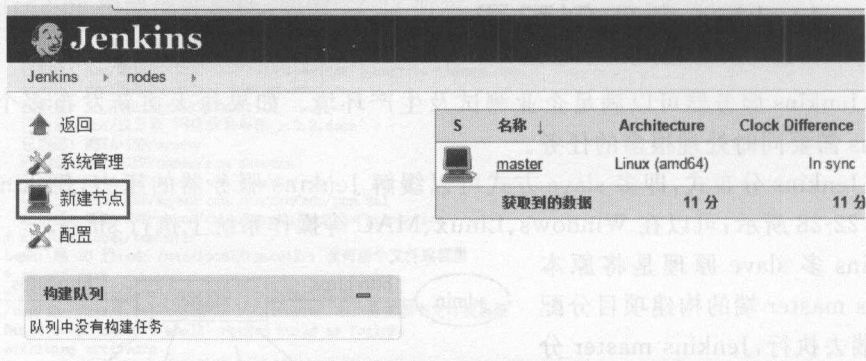 Jenkins
Jenkins nodes
返回
系统管理
新建节点
配置
构建队列
队列中没有构建任务
S 名称 ↓ Architecture Clock Difference
master Linux (amd64) In sync
获取到的数据 11 分 11 分